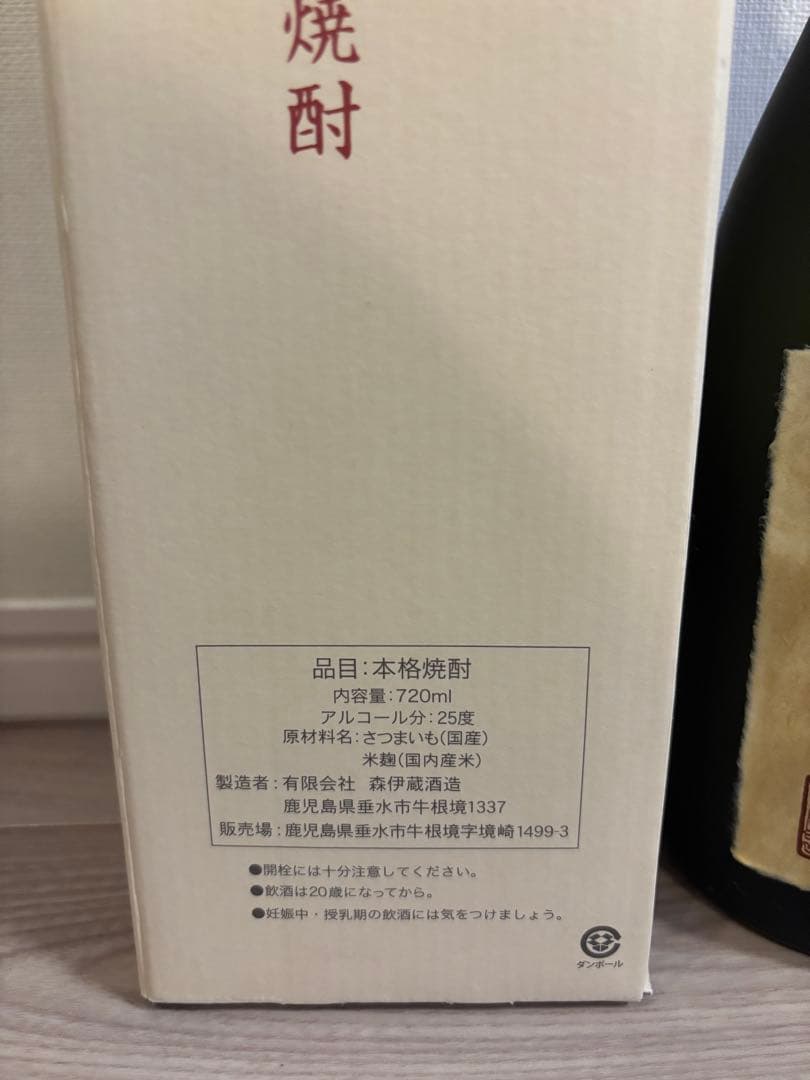 焼酎
品目:本格焼酎
内容量:720ml
アルコール分:25度
原材料名:さつまいも(国産)
米麹(国内産米)
製造者:有限会社 森伊蔵酒造
鹿児島県垂水市牛根境1337
販売場:鹿児島県垂水市牛根境字境崎1499-3
●開栓には十分注意してください。
●飲酒は20歳になってから。
●妊娠中・授乳期の飲酒には気をつけましょう。
ダンボール